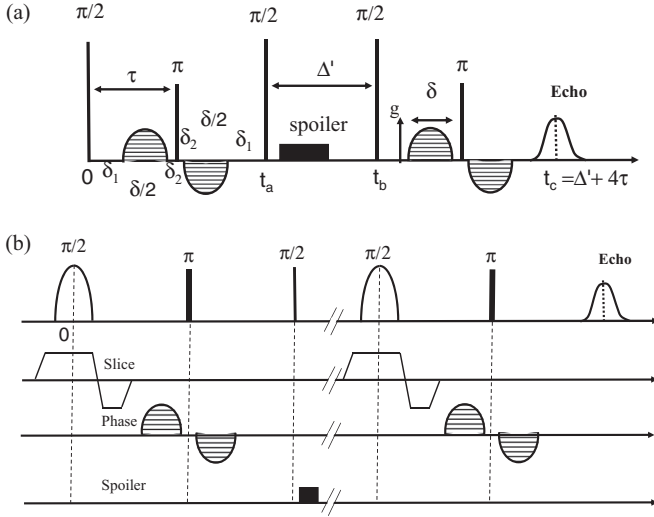 (a)
π/2 π/2 π/2
τ π Δ' π
δ/2 δ
δ₂ δ₁ spoiler g Echo
0 δ₁ δ₂ tₐ t_b t_c =Δ'+ 4τ
δ/2
(b)
π/2 π π/2 π/2 π Echo
0
Slice
Phase
Spoiler